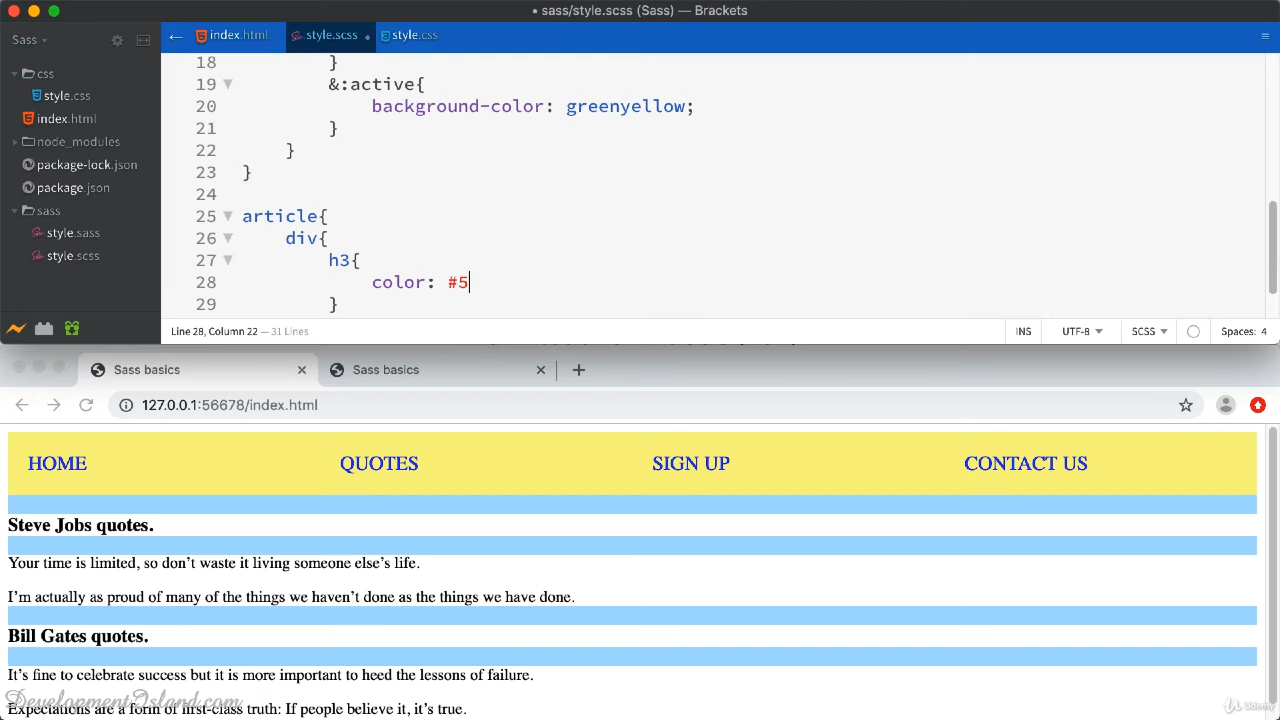 sass/style.scss (Sass) — Brackets
Sass
index.html
style.scss
style.css
css
style.css
index.html
node_modules
package-lock.json
package.json
sass
style.sass
style.scss
18 }
19 &:active{
20 background-color: greenyellow;
21 }
22 }
23 }
24
25 article{
26 div{
27 h3{
28 color: #5
29 }
Line 28, Column 22 — 31 Lines
INS
UTF-8
SCSS
Spaces: 4
Sass basics
Sass basics
127.0.0.1:56678/index.html
HOME QUOTES SIGN UP CONTACT US
Steve Jobs quotes.
Your time is limited, so don’t waste it living someone else’s life.
I’m actually as proud of many of the things we haven’t done as the things we have done.
Bill Gates quotes.
It’s fine to celebrate success but it is more important to heed the lessons of failure.
DevelopmentIsland.com
Expectations are a form of first-class truth: If people believe it, it’s true.
Udemy